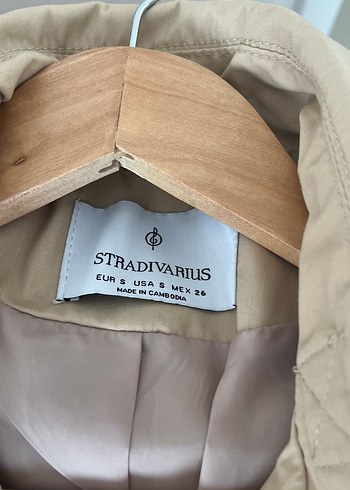 STRADIVARIUS
EUR S USA S MEX 26
MADE IN CAMBODIA